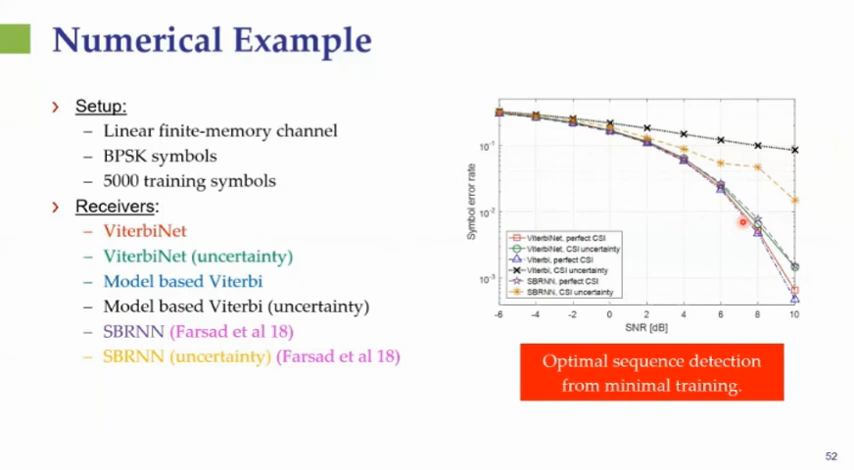 Numerical Example
Setup:
– Linear finite-memory channel
– BPSK symbols
– 5000 training symbols
Receivers:
– ViterbiNet
– ViterbiNet (uncertainty)
– Model based Viterbi
– Model based Viterbi (uncertainty)
– SBRNN (Farsad et al 18)
– SBRNN (uncertainty) (Farsad et al 18)
Symbol error rate
10-1
10-2
10-3
ViterbiNet, perfect CSI
ViterbiNet, CSI uncertainty
Viterbi, perfect CSI
Viterbi, CSI uncertainty
SBRNN, perfect CSI
SBRNN, CSI uncertainty
-6 -4 -2 0 2 4 6 8 10
SNR [dB]
Optimal sequence detection
from minimal training.
52